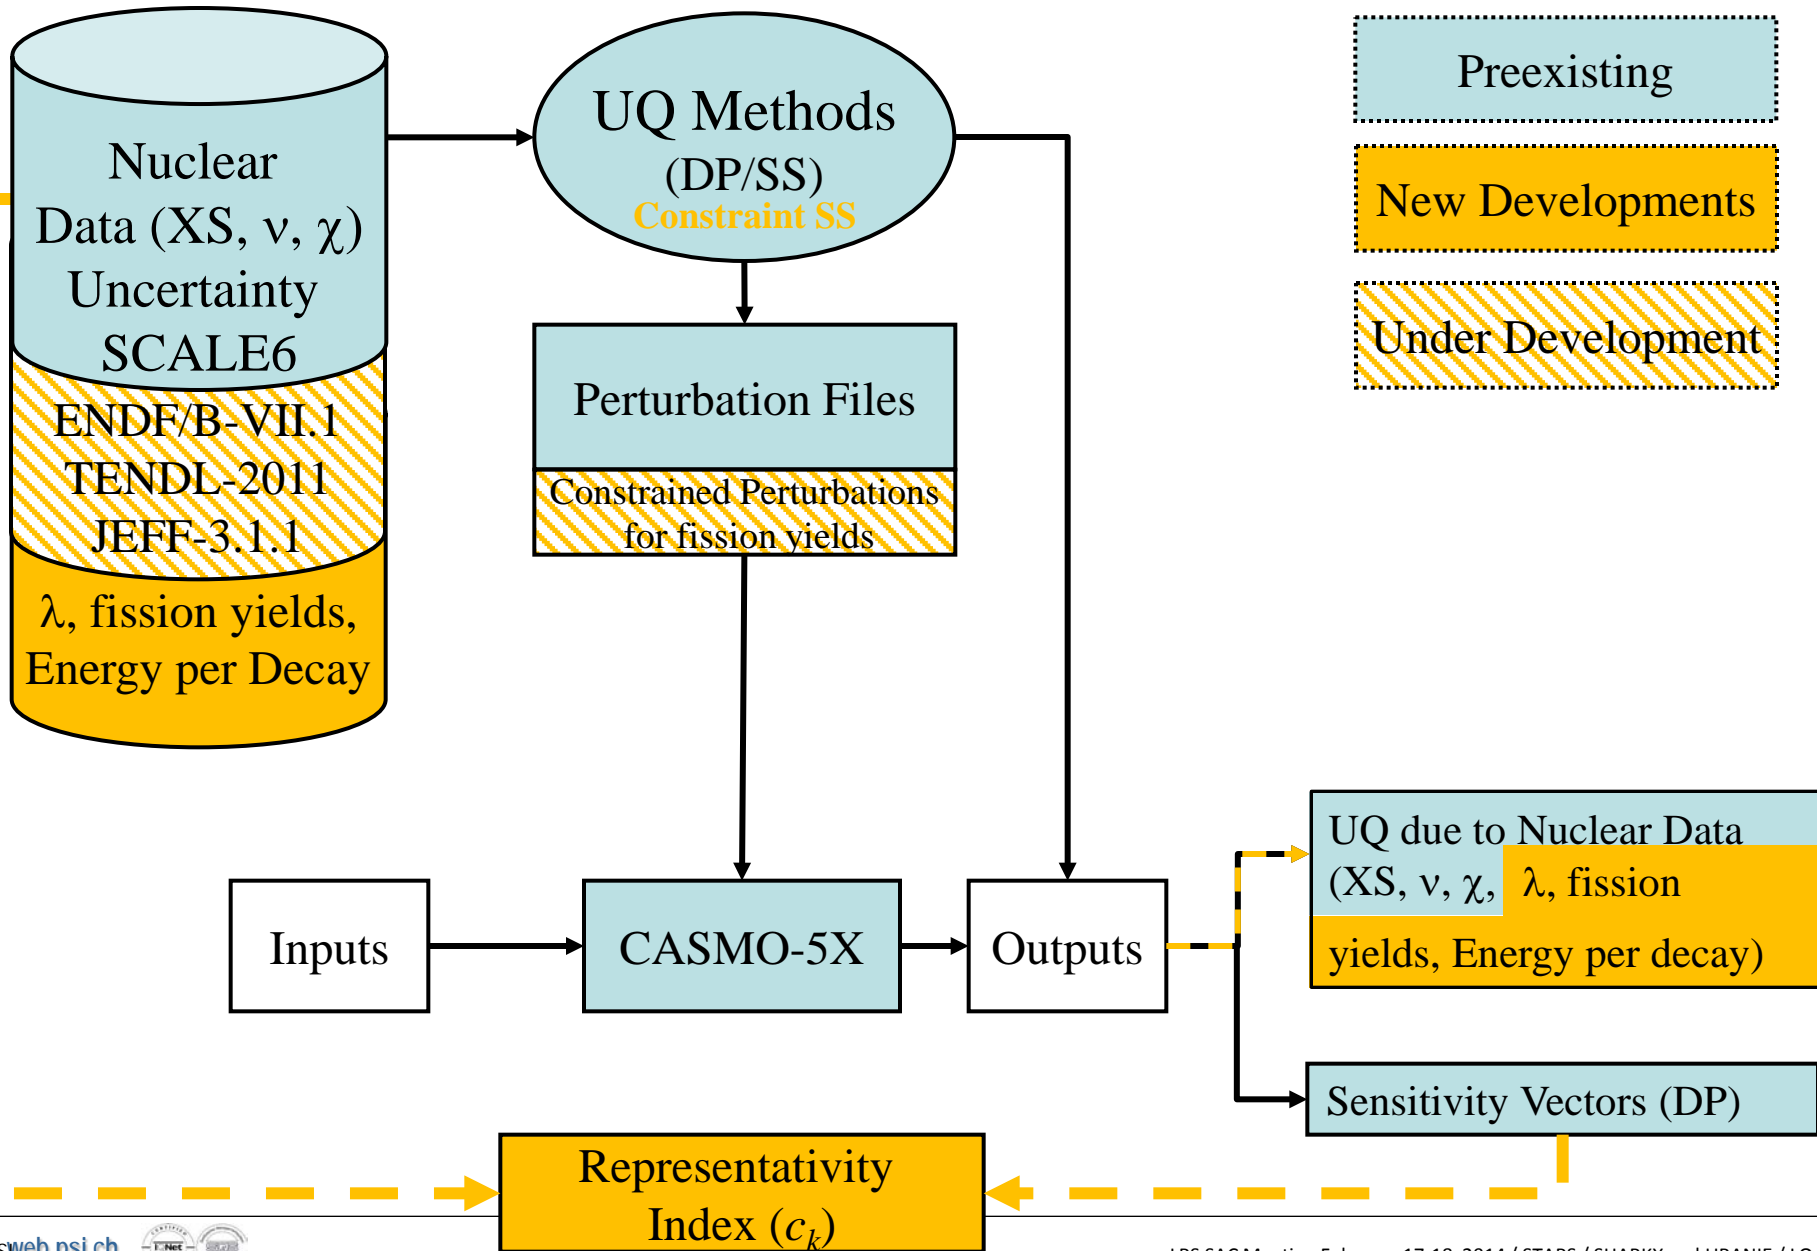 Nuclear
Data (XS, ν, χ)
Uncertainty
SCALE6
ENDF/B-VII.1
TENDL-2011
JEFF-3.1.1
λ, fission yields,
Energy per Decay
UQ Methods
(DP/SS)
Constraint SS
Perturbation Files
Constrained Perturbations
for fission yields
Preexisting
New Developments
Under Development
Inputs
CASMO-5X
Outputs
UQ due to Nuclear Data
(XS, ν, χ, λ, fission
yields, Energy per decay)
Sensitivity Vectors (DP)
Representativity
Index (ck)
web.psi.ch